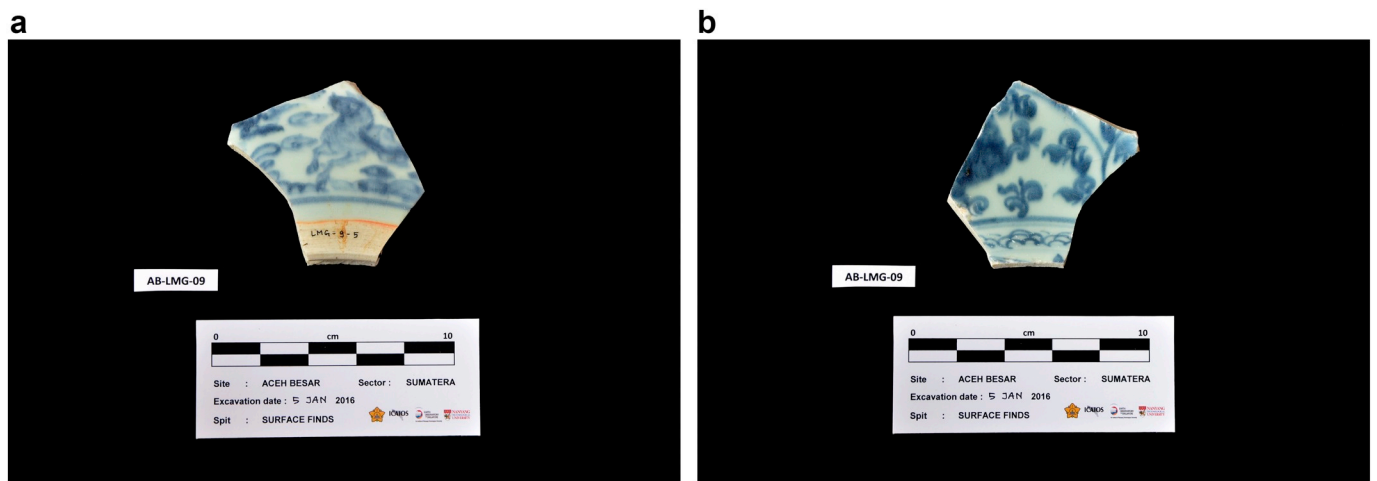 a
LMG-9-5
AB-LMG-09
0 cm 10
Site : ACEH BESAR Sector : SUMATERA
Excavation date : 5 JAN 2016
Spit : SURFACE FINDS
ICAIOS
b
AB-LMG-09
0 cm 10
Site : ACEH BESAR Sector : SUMATERA
Excavation date : 5 JAN 2016
Spit : SURFACE FINDS
ICAIOS